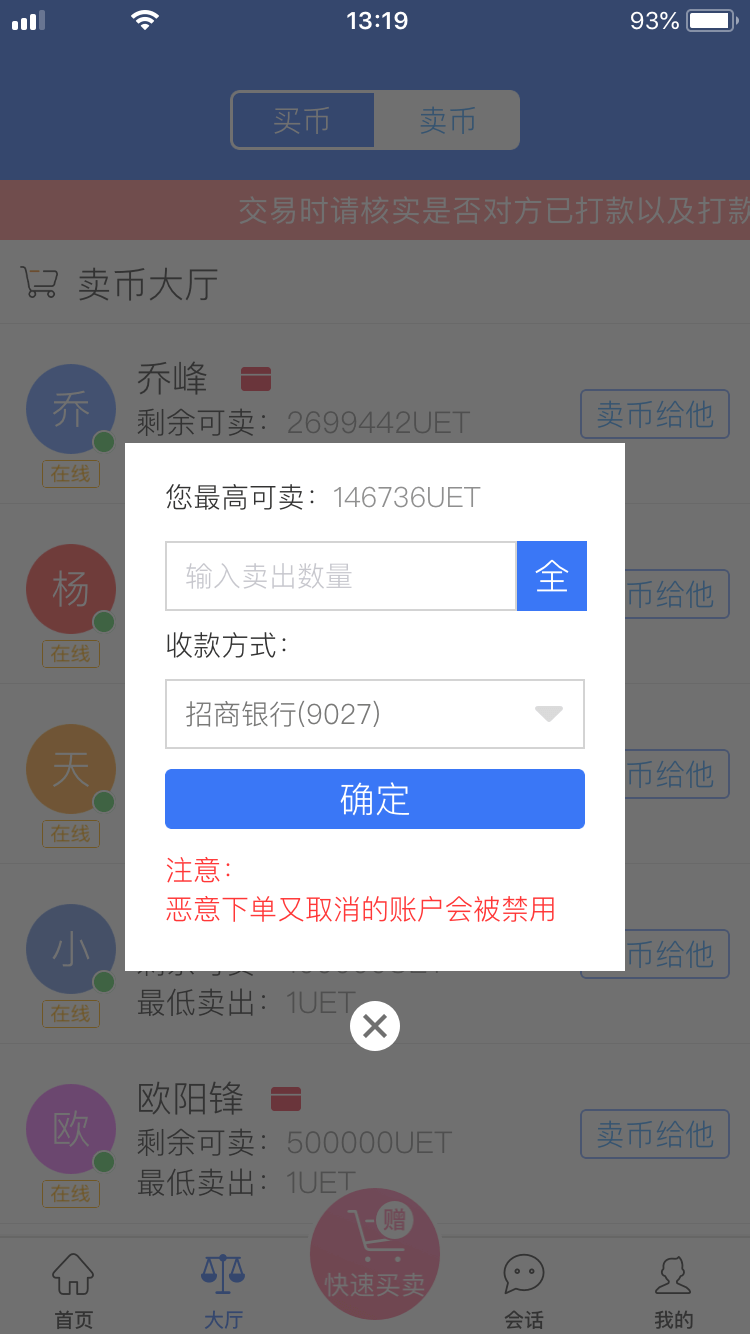 13:19
93%
买币
卖币
交易时请核实是否对方已打款以及打款
卖币大厅
乔
乔峰
剩余可卖：2699442UET
卖币给他
在线
您最高可卖：146736UET
输入卖出数量
全
杨
币给他
在线
收款方式：
招商银行(9027)
天
币给他
在线
确定
注意：
恶意下单又取消的账户会被禁用
小
币给他
在线
最低卖出：1UET
欧
欧阳锋
剩余可卖：500000UET
卖币给他
在线
最低卖出：1UET
赠
快速买卖
首页
大厅
会话
我的